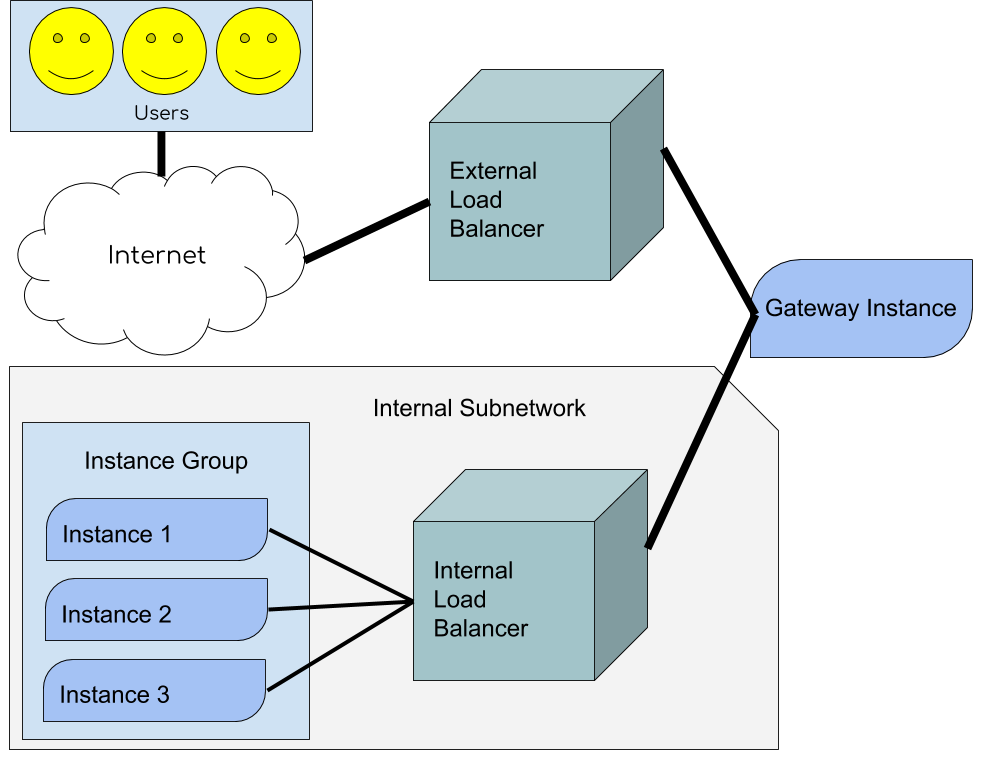 Users
Internet
External
Load
Balancer
Gateway Instance
Internal Subnetwork
Instance Group
Instance 1
Instance 2
Instance 3
Internal
Load
Balancer